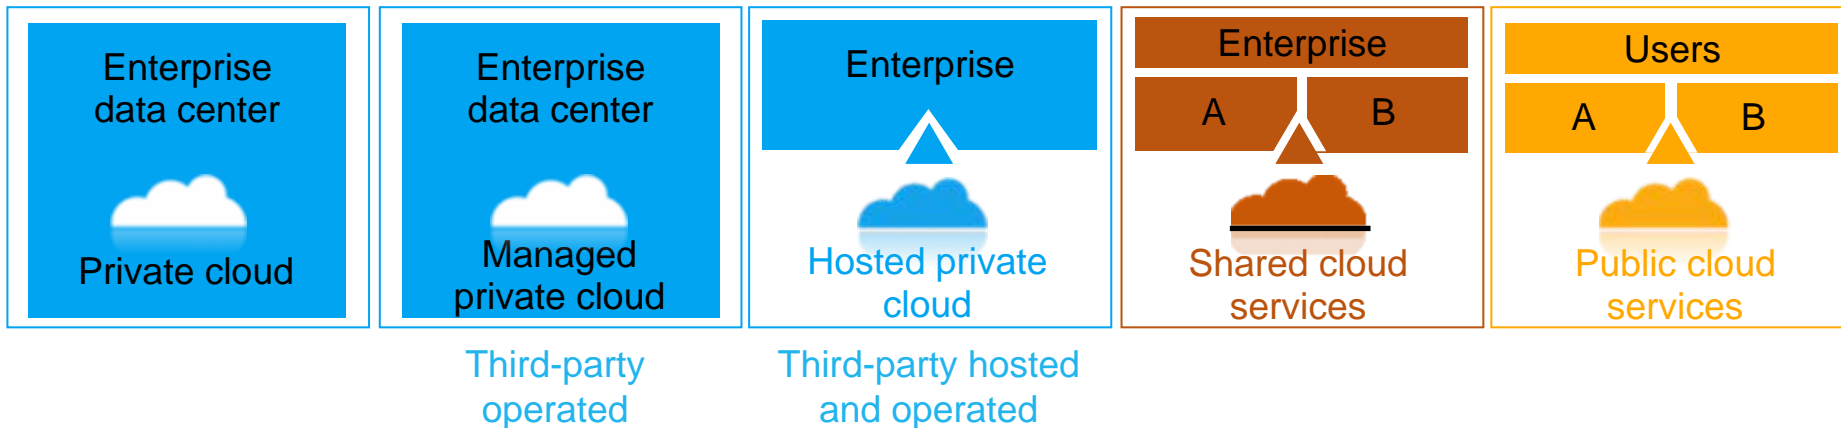 Enterprise
data center
Private cloud
Enterprise
data center
Managed
private cloud
Third-party
operated
Enterprise
Hosted private
cloud
Third-party hosted
and operated
Enterprise
A
B
Shared cloud
services
Users
A
B
Public cloud
services